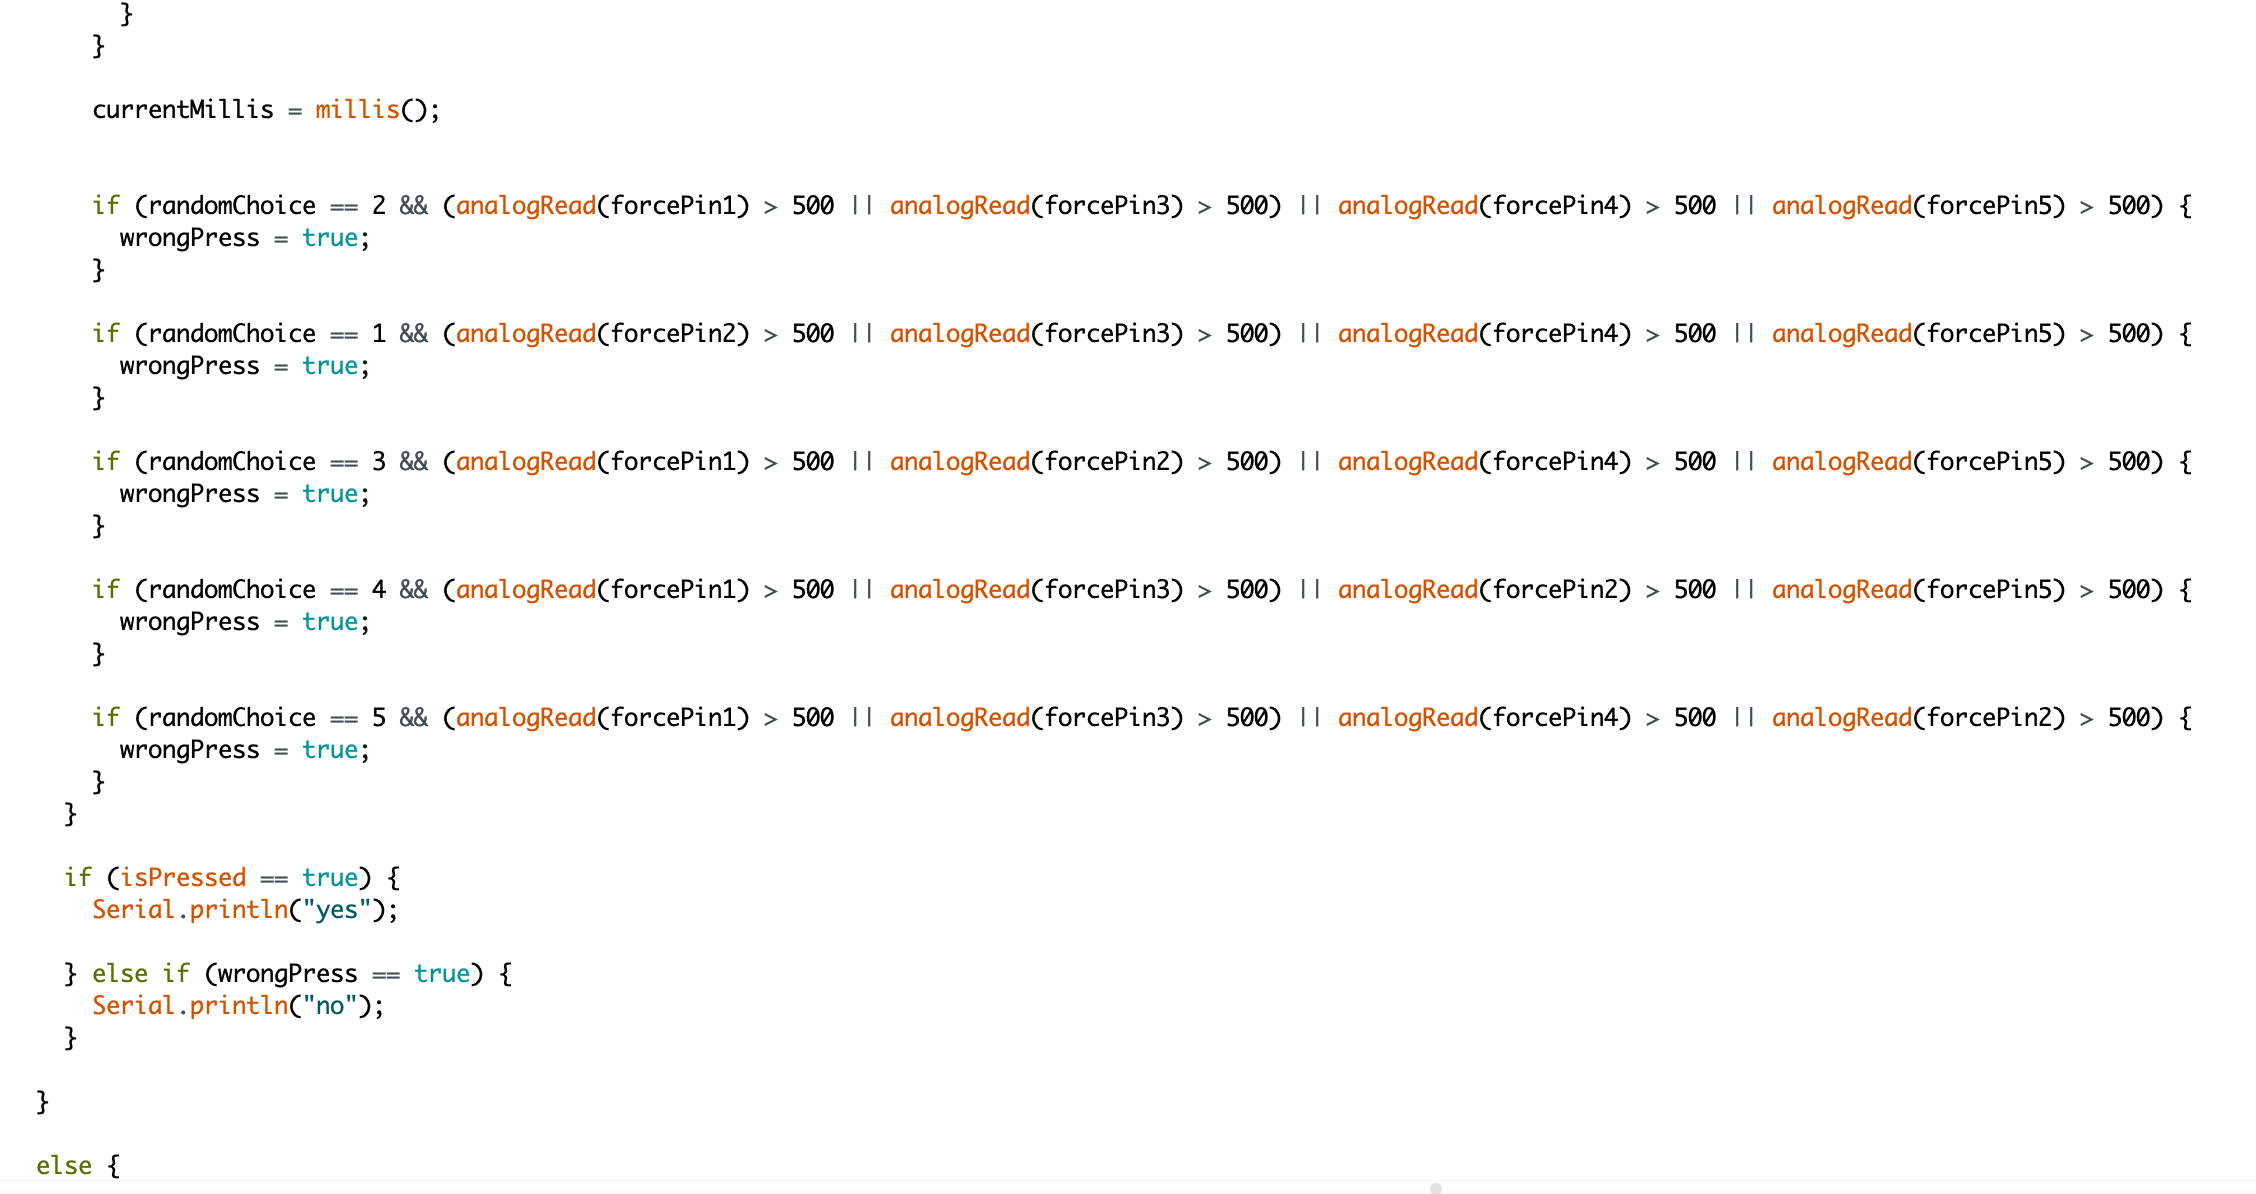 }
}
currentMillis = millis();
if (randomChoice == 2 && (analogRead(forcePin1) > 500 || analogRead(forcePin3) > 500) || analogRead(forcePin4) > 500 || analogRead(forcePin5) > 500) {
wrongPress = true;
}
if (randomChoice == 1 && (analogRead(forcePin2) > 500 || analogRead(forcePin3) > 500) || analogRead(forcePin4) > 500 || analogRead(forcePin5) > 500) {
wrongPress = true;
}
if (randomChoice == 3 && (analogRead(forcePin1) > 500 || analogRead(forcePin2) > 500) || analogRead(forcePin4) > 500 || analogRead(forcePin5) > 500) {
wrongPress = true;
}
if (randomChoice == 4 && (analogRead(forcePin1) > 500 || analogRead(forcePin3) > 500) || analogRead(forcePin2) > 500 || analogRead(forcePin5) > 500) {
wrongPress = true;
}
if (randomChoice == 5 && (analogRead(forcePin1) > 500 || analogRead(forcePin3) > 500) || analogRead(forcePin4) > 500 || analogRead(forcePin2) > 500) {
wrongPress = true;
}
}
if (isPressed == true) {
Serial.println("yes");
} else if (wrongPress == true) {
Serial.println("no");
}
}
else {